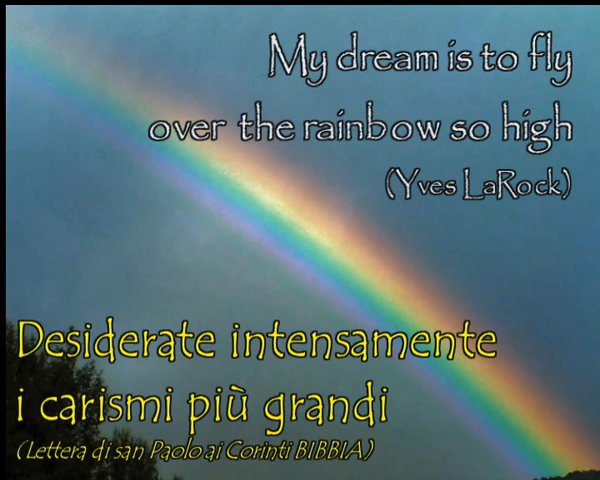 My dream is to fly
over the rainbow so high
(Yves LaRock)
Desiderate intensamente
i carismi più grandi
(Lettera di san Paolo ai Corinti BIBBIA)